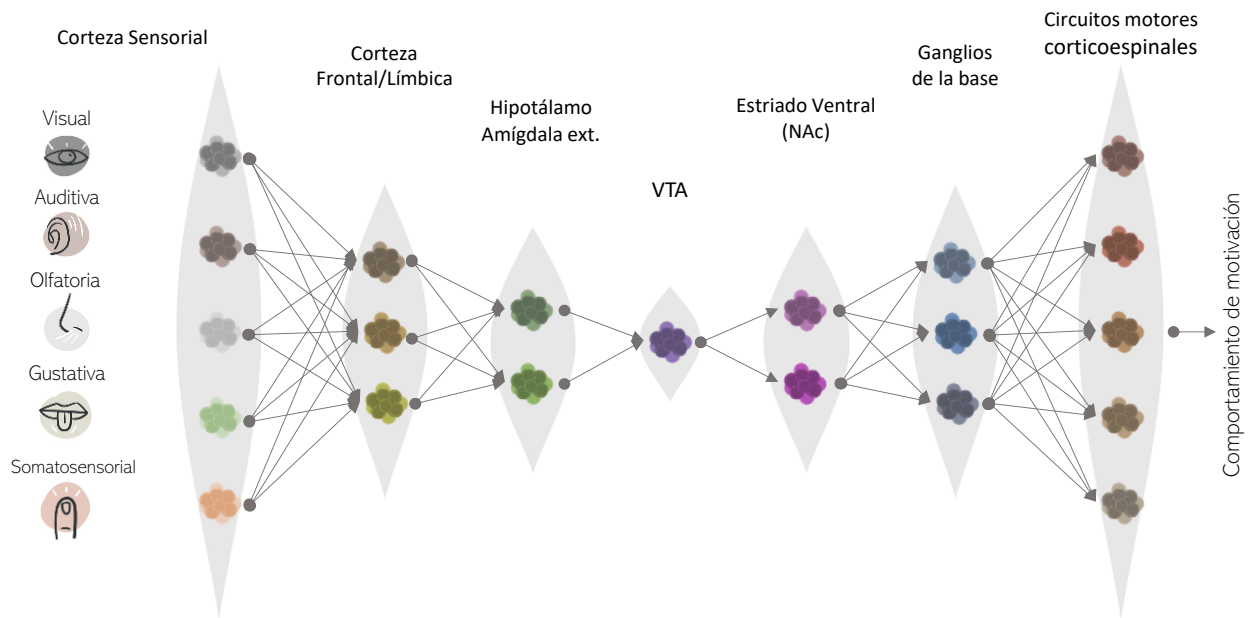 Corteza Sensorial
Visual
Auditiva
Olfatoria
Gustativa
Somatosensorial
Corteza
Frontal/Límbica
Hipotálamo
Amígdala ext.
VTA
Estriado Ventral
(NAc)
Ganglios
de la base
Circuitos motores
corticoespinales
Comportamiento de motivación